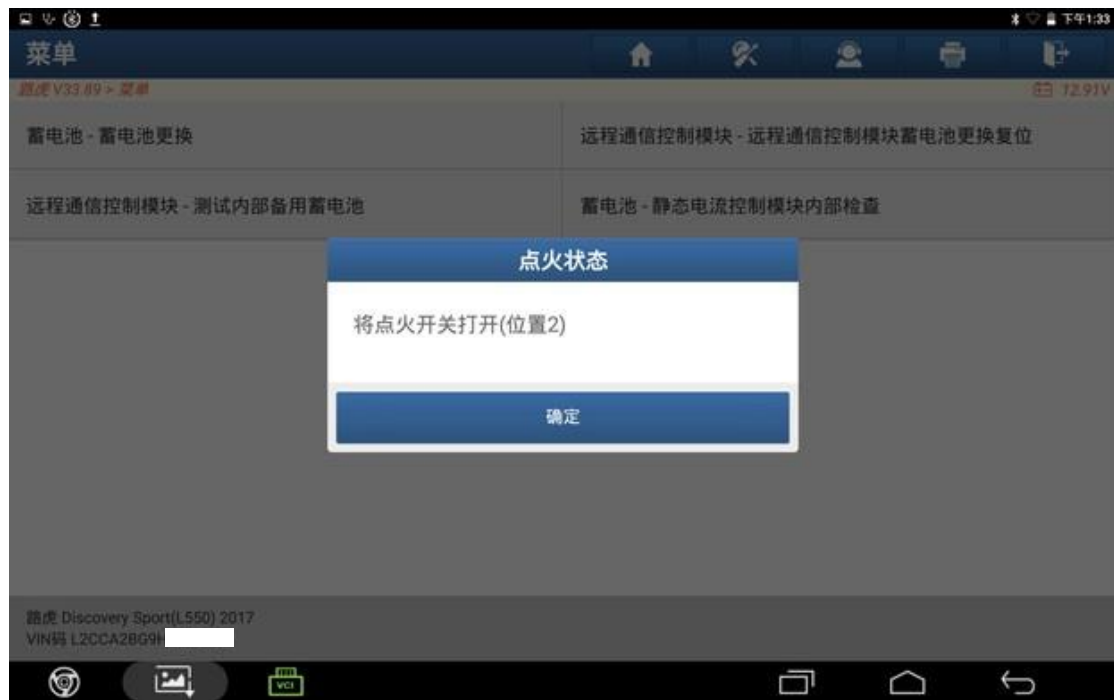 下午1:33
菜单
路虎 V33.89 > 菜单
12.91V
蓄电池 - 蓄电池更换
远程通信控制模块 - 远程通信控制模块蓄电池更换复位
远程通信控制模块 - 测试内部备用蓄电池
蓄电池 - 静态电流控制模块内部检查
点火状态
将点火开关打开(位置2)
确定
路虎 Discovery Sport(L550) 2017
VIN码 L2CCA2BG9H
VCI